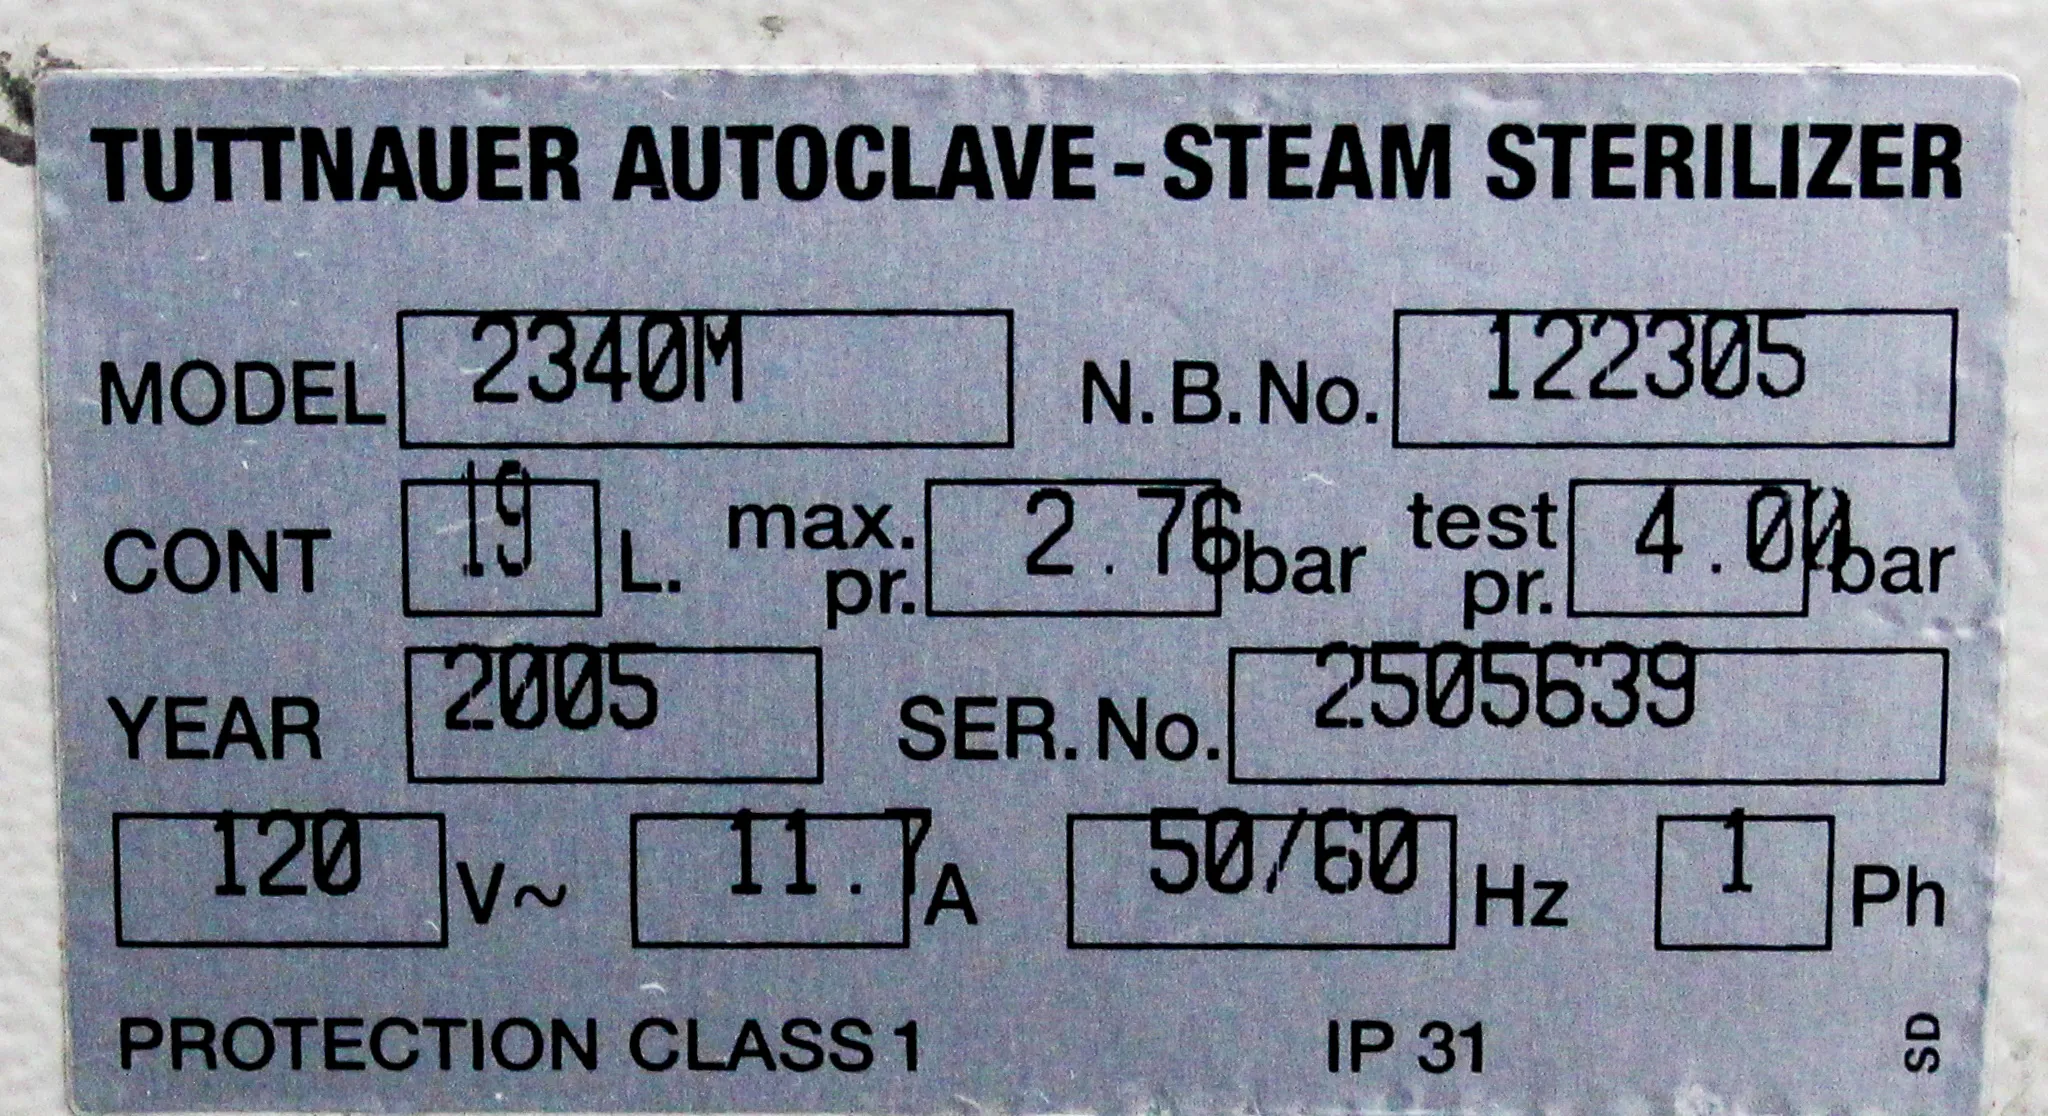 TUTTNAUER AUTOCLAVE-STEAM STERILIZER
MODEL 2340M N.B.No. 122305
CONT 19 L. max. pr. 2.76 bar test pr. 4.00 bar
YEAR 2005 SER.No. 2505639
120 V~ 11.7 A 50/60 Hz 1 Ph
PROTECTION CLASS 1 IP 31 SD